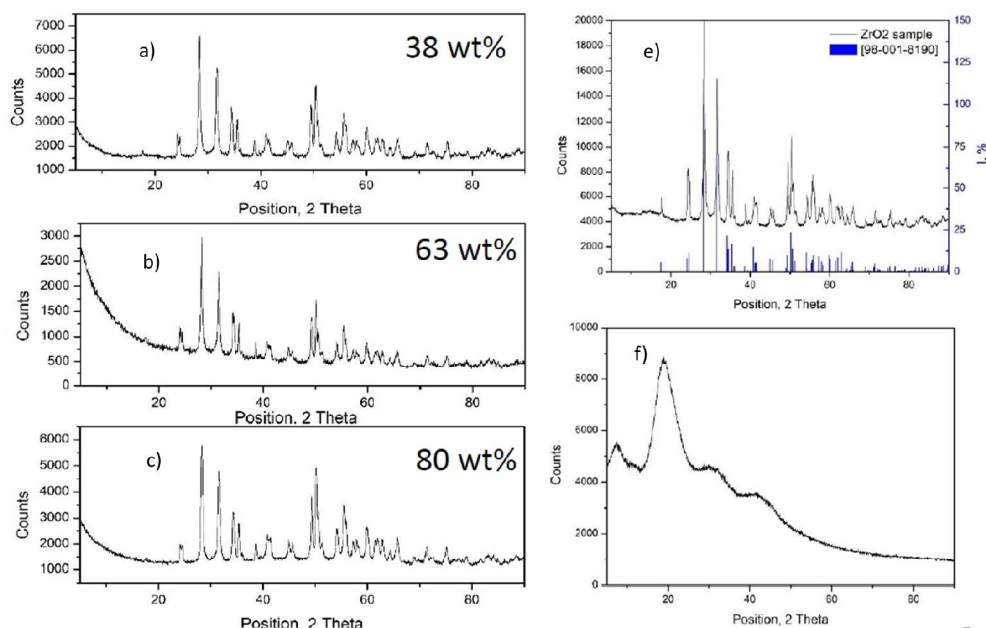 a)
38 wt%
7000
6000
5000
4000
3000
2000
1000
Counts
20 40 60 80
Position, 2 Theta
b)
63 wt%
3000
2500
2000
1500
1000
500
0
Counts
20 40 60 80
Position, 2 Theta
c)
80 wt%
6000
5000
4000
3000
2000
1000
0
Counts
20 40 60 80
Position, 2 Theta
e)
ZrO2 sample
[98-001-8190]
20000
18000
16000
14000
12000
10000
8000
6000
4000
2000
0
Counts
150
125
100
75
50
25
0
I, %
20 40 60 80
Position, 2 Theta
f)
10000
8000
6000
4000
2000
0
Counts
20 40 60 80
Position, 2 Theta